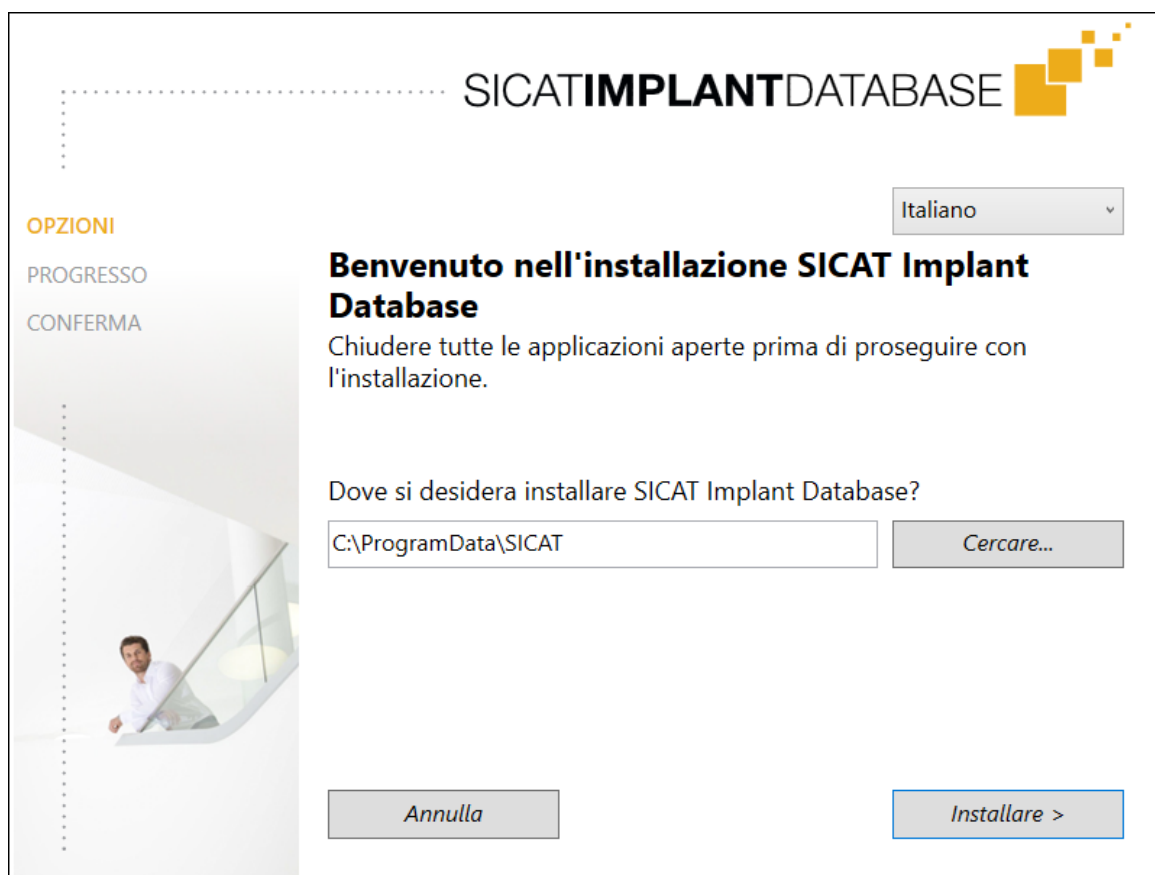 SICATIMPLANTDATABASE
Italiano
OPZIONI
PROGRESSO
CONFERMA
Benvenuto nell'installazione SICAT Implant
Database
Chiudere tutte le applicazioni aperte prima di proseguire con
l'installazione.
Dove si desidera installare SICAT Implant Database?
C:\ProgramData\SICAT
Cercare...
Annulla
Installare >